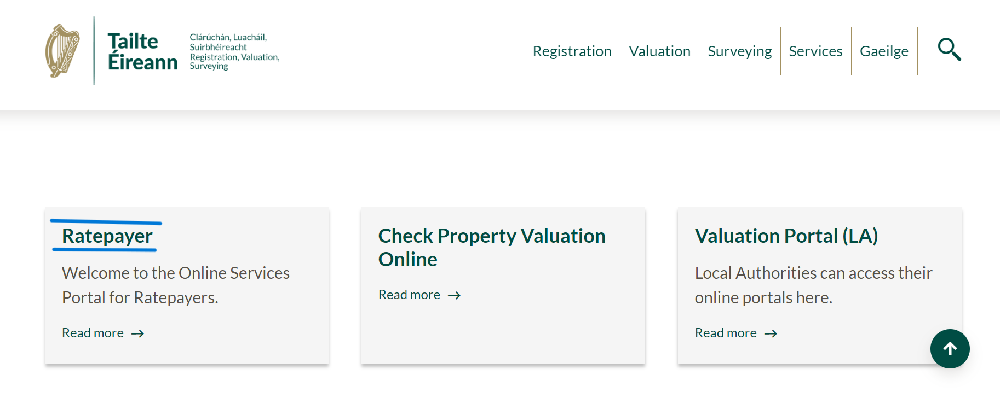 Tailte
Éireann
Clárúchán, Luacháil,
Suirbhéireacht
Registration, Valuation,
Surveying
Registration
Valuation
Surveying
Services
Gaeilge
Ratepayer
Welcome to the Online Services
Portal for Ratepayers.
Read more →
Check Property Valuation
Online
Read more →
Valuation Portal (LA)
Local Authorities can access their
online portals here.
Read more →